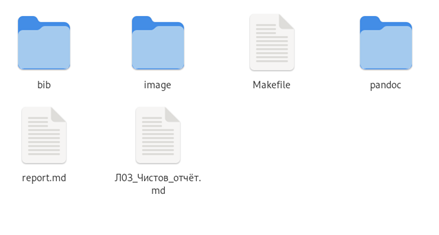 bib
image
Makefile
pandoc
report.md
Л03_Чистов_отчёт.
md